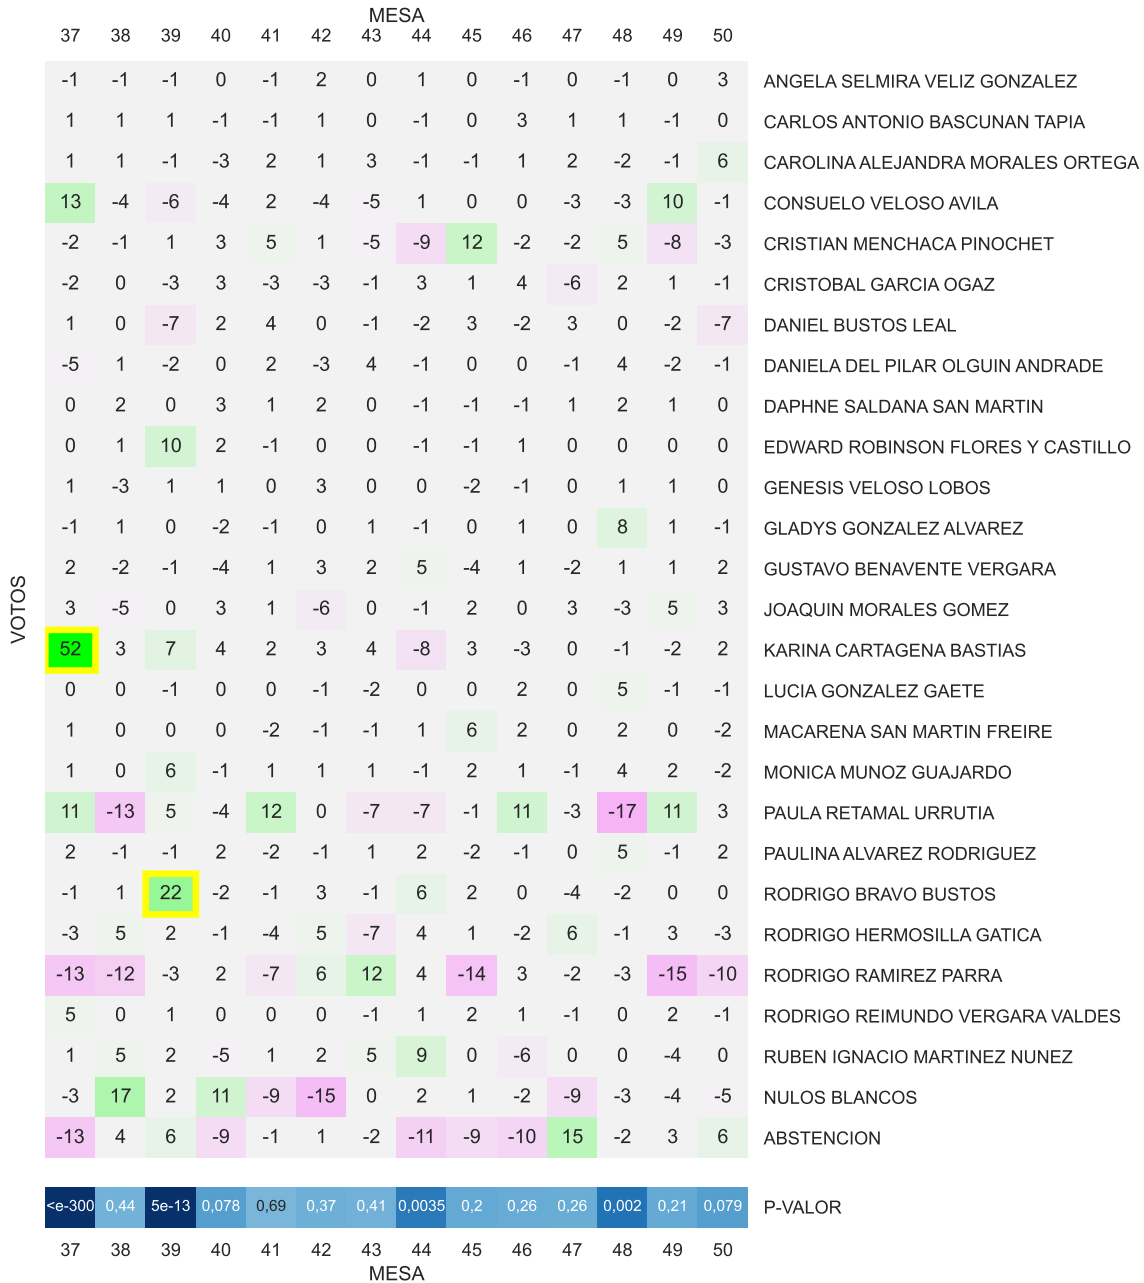 MESA
37 38 39 40 41 42 43 44 45 46 47 48 49 50
-1 -1 -1 0 -1 2 0 1 0 -1 0 -1 0 3 ANGELA SELMIRA VELIZ GONZALEZ
1 1 1 -1 -1 1 0 -1 0 3 1 1 -1 0 CARLOS ANTONIO BASCUNAN TAPIA
1 1 -1 -3 2 1 3 -1 -1 1 2 -2 -1 6 CAROLINA ALEJANDRA MORALES ORTEGA
13 -4 -6 -4 2 -4 -5 1 0 0 -3 -3 10 -1 CONSUELO VELOSO AVILA
-2 -1 1 3 5 1 -5 -9 12 -2 -2 5 -8 -3 CRISTIAN MENCHACA PINOCHET
-2 0 -3 3 -3 -3 -1 3 1 4 -6 2 1 -1 CRISTOBAL GARCIA OGAZ
1 0 -7 2 4 0 -1 -2 3 -2 3 0 -2 -7 DANIEL BUSTOS LEAL
-5 1 -2 0 2 -3 4 -1 0 0 -1 4 -2 -1 DANIELA DEL PILAR OLGUIN ANDRADE
0 2 0 3 1 2 0 -1 -1 -1 1 2 1 0 DAPHNE SALDANA SAN MARTIN
0 1 10 2 -1 0 0 -1 -1 1 0 0 0 0 EDWARD ROBINSON FLORES Y CASTILLO
1 -3 1 1 0 3 0 0 -2 -1 0 1 1 0 GENESIS VELOSO LOBOS
-1 1 0 -2 -1 0 1 -1 0 1 0 8 1 -1 GLADYS GONZALEZ ALVAREZ
2 -2 -1 -4 1 3 2 5 -4 1 -2 1 1 2 GUSTAVO BENAVENTE VERGARA
3 -5 0 3 1 -6 0 -1 2 0 3 -3 5 3 JOAQUIN MORALES GOMEZ
VOTOS
52 3 7 4 2 3 4 -8 3 -3 0 -1 -2 2 KARINA CARTAGENA BASTIAS
0 0 -1 0 0 -1 -2 0 0 2 0 5 -1 -1 LUCIA GONZALEZ GAETE
1 0 0 0 -2 -1 -1 1 6 2 0 2 0 -2 MACARENA SAN MARTIN FREIRE
1 0 6 -1 1 1 1 -1 2 1 -1 4 2 -2 MONICA MUNOZ GUAJARDO
11 -13 5 -4 12 0 -7 -7 -1 11 -3 -17 11 3 PAULA RETAMAL URRUTIA
2 -1 -1 2 -2 -1 1 2 -2 -1 0 5 -1 2 PAULINA ALVAREZ RODRIGUEZ
-1 1 22 -2 -1 3 -1 6 2 0 -4 -2 0 0 RODRIGO BRAVO BUSTOS
-3 5 2 -1 -4 5 -7 4 1 -2 6 -1 3 -3 RODRIGO HERMOSILLA GATICA
-13 -12 -3 2 -7 6 12 4 -14 3 -2 -3 -15 -10 RODRIGO RAMIREZ PARRA
5 0 1 0 0 0 -1 1 2 1 -1 0 2 -1 RODRIGO REIMUNDO VERGARA VALDES
1 5 2 -5 1 2 5 9 0 -6 0 0 -4 0 RUBEN IGNACIO MARTINEZ NUNEZ
-3 17 2 11 -9 -15 0 2 1 -2 -9 -3 -4 -5 NULOS BLANCOS
-13 4 6 -9 -1 1 -2 -11 -9 -10 15 -2 3 6 ABSTENCION
<e-300 0,44 5e-13 0,078 0,69 0,37 0,41 0,0035 0,2 0,26 0,26 0,002 0,21 0,079 P-VALOR
37 38 39 40 41 42 43 44 45 46 47 48 49 50
MESA